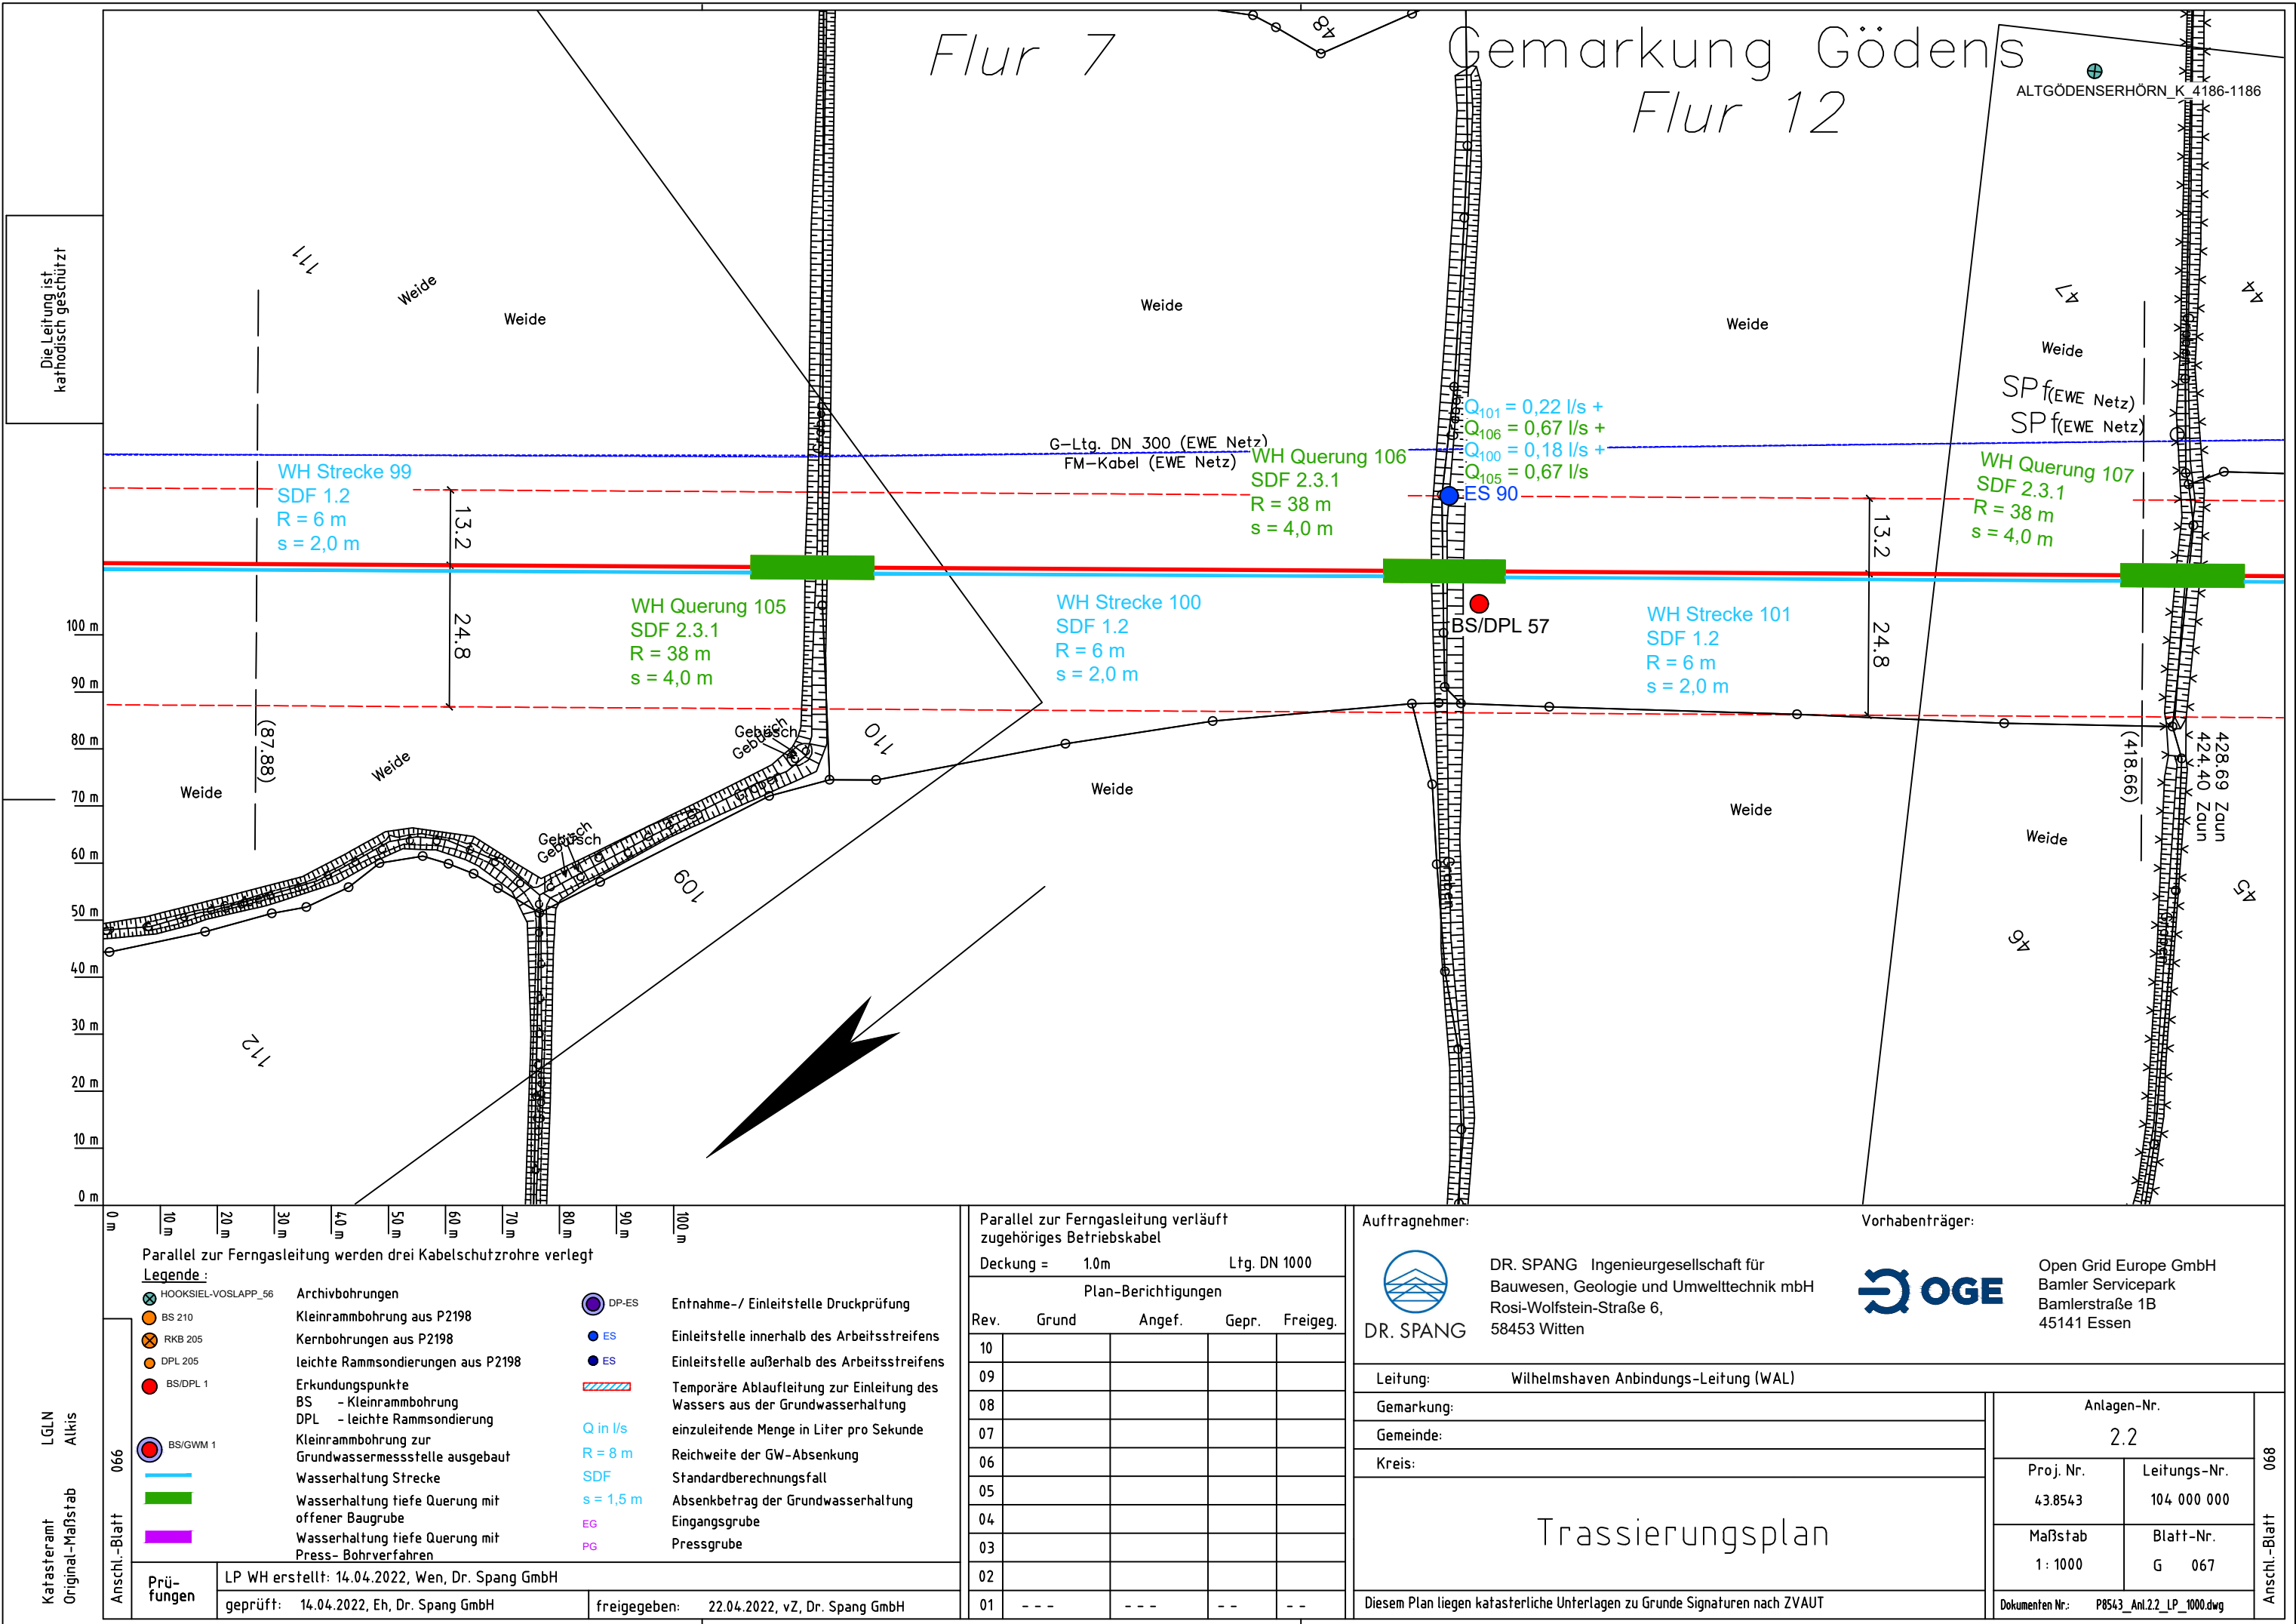 Flur 7
Gemarkung Gödens
Flur 12
48
ALTGÖDENSERHÖRN_K_4186-1186
Die Leitung ist
kathodisch geschützt
111
Weide
Weide
Weide
Weide
47
44
Weide
SPf(EWE Netz)
SPf(EWE Netz)
Graben
Graben
Graben
G-Ltg. DN 300 (EWE Netz)
FM-Kabel (EWE Netz)
Q101 = 0,22 l/s +
Q106 = 0,67 l/s +
Q100 = 0,18 l/s +
Q105 = 0,67 l/s
ES 90
WH Strecke 99
SDF 1.2
R = 6 m
s = 2,0 m
WH Querung 106
SDF 2.3.1
R = 38 m
s = 4,0 m
WH Querung 107
SDF 2.3.1
R = 38 m
s = 4,0 m
13.2
24.8
13.2
24.8
WH Querung 105
SDF 2.3.1
R = 38 m
s = 4,0 m
WH Strecke 100
SDF 1.2
R = 6 m
s = 2,0 m
BS/DPL 57
WH Strecke 101
SDF 1.2
R = 6 m
s = 2,0 m
100 m
90 m
80 m
70 m
60 m
50 m
40 m
30 m
20 m
10 m
0 m
(87.88)
Weide
Weide
Gebüsch
Gebüsch
Graben
110
Weide
Weide
Weide
(418.66)
424.40 Zaun
428.69 Zaun
Gebüsch
Gebüsch
109
Graben
Graben
Graben
46
45
112
0 m
10 m
20 m
30 m
40 m
50 m
60 m
70 m
80 m
90 m
100 m
Parallel zur Ferngasleitung werden drei Kabelschutzrohre verlegt
Legende :
HOOKSIEL-VOSLAPP_56 Archivbohrungen
BS 210 Kleinrammbohrung aus P2198
RKB 205 Kernbohrungen aus P2198
DPL 205 leichte Rammsondierungen aus P2198
BS/DPL 1 Erkundungspunkte
BS - Kleinrammbohrung
DPL - leichte Rammsondierung
BS/GWM 1 Kleinrammbohrung zur
Grundwassermessstelle ausgebaut
Wasserhaltung Strecke
Wasserhaltung tiefe Querung mit
offener Baugrube
Wasserhaltung tiefe Querung mit
Press- Bohrverfahren
DP-ES Entnahme-/ Einleitstelle Druckprüfung
ES Einleitstelle innerhalb des Arbeitsstreifens
ES Einleitstelle außerhalb des Arbeitsstreifens
Temporäre Ablaufleitung zur Einleitung des
Wassers aus der Grundwasserhaltung
Q in l/s einzuleitende Menge in Liter pro Sekunde
R = 8 m Reichweite der GW-Absenkung
SDF Standardberechnungsfall
s = 1,5 m Absenkbetrag der Grundwasserhaltung
EG Eingangsgrube
PG Pressgrube
Katasteramt LGLN
Original-Maßstab Alkis
Anschl.-Blatt 066
Prü-
fungen
LP WH erstellt: 14.04.2022, Wen, Dr. Spang GmbH
geprüft: 14.04.2022, Eh, Dr. Spang GmbH
freigegeben: 22.04.2022, vZ, Dr. Spang GmbH
Parallel zur Ferngasleitung verläuft
zugehöriges Betriebskabel
Deckung = 1.0m Ltg. DN 1000
Plan-Berichtigungen
Rev. Grund Angef. Gepr. Freigeg.
10
09
08
07
06
05
04
03
02
01 --- --- -- --
Auftragnehmer:
DR. SPANG
DR. SPANG Ingenieurgesellschaft für
Bauwesen, Geologie und Umwelttechnik mbH
Rosi-Wolfstein-Straße 6,
58453 Witten
Vorhabenträger:
OGE
Open Grid Europe GmbH
Bamler Servicepark
Bamlerstraße 1B
45141 Essen
Leitung: Wilhelmshaven Anbindungs-Leitung (WAL)
Gemarkung:
Gemeinde:
Kreis:
Trassierungsplan
Diesem Plan liegen katasterliche Unterlagen zu Grunde Signaturen nach ZVAUT
Anlagen-Nr.
2.2
Proj. Nr. Leitungs-Nr.
43.8543 104 000 000
Maßstab Blatt-Nr.
1 : 1000 G 067
Dokumenten Nr.: P8543_Anl.2.2_LP_1000.dwg
Anschl.-Blatt 068